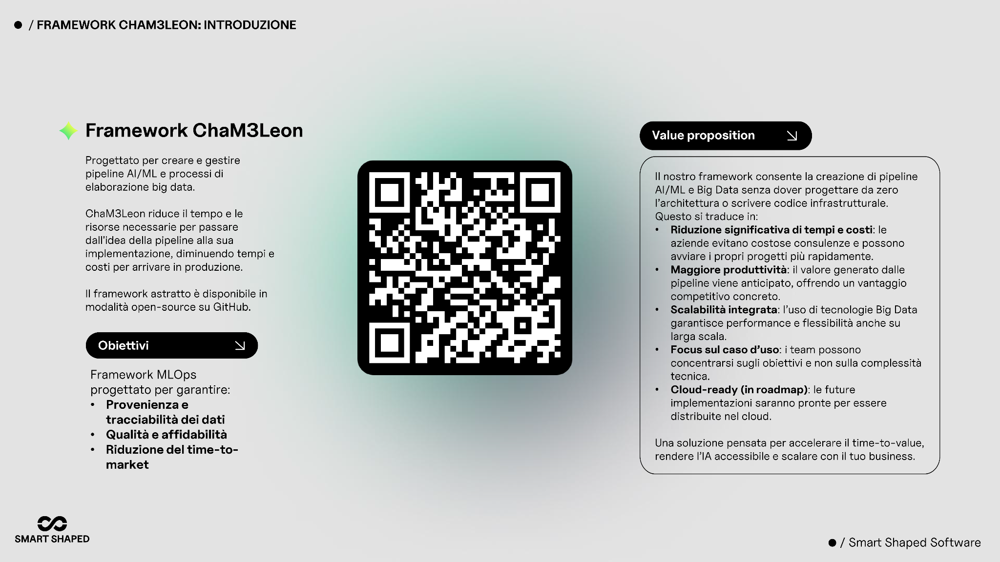 / FRAMEWORK CHAM3LEON: INTRODUZIONE
Framework ChaM3Leon
Progettato per creare e gestire
pipeline AI/ML e processi di
elaborazione big data.
ChaM3Leon riduce il tempo e le
risorse necessarie per passare
dall'idea della pipeline alla sua
implementazione, diminuendo tempi e
costi per arrivare in produzione.
Il framework astratto è disponibile in
modalità open-source su GitHub.
Obiettivi
Framework MLOps
progettato per garantire:
• Provenienza e
tracciabilità dei dati
• Qualità e affidabilità
• Riduzione del time-to-
market
Value proposition
Il nostro framework consente la creazione di pipeline
AI/ML e Big Data senza dover progettare da zero
l’architettura o scrivere codice infrastrutturale.
Questo si traduce in:
• Riduzione significativa di tempi e costi: le
aziende evitano costose consulenze e possono
avviare i propri progetti più rapidamente.
• Maggiore produttività: il valore generato dalle
pipeline viene anticipato, offrendo un vantaggio
competitivo concreto.
• Scalabilità integrata: l’uso di tecnologie Big Data
garantisce performance e flessibilità anche su
larga scala.
• Focus sul caso d’uso: i team possono
concentrarsi sugli obiettivi e non sulla complessità
tecnica.
• Cloud-ready (in roadmap): le future
implementazioni saranno pronte per essere
distribuite nel cloud.
Una soluzione pensata per accelerare il time-to-value,
rendere l’IA accessibile e scalare con il tuo business.
SMART SHAPED
/ Smart Shaped Software